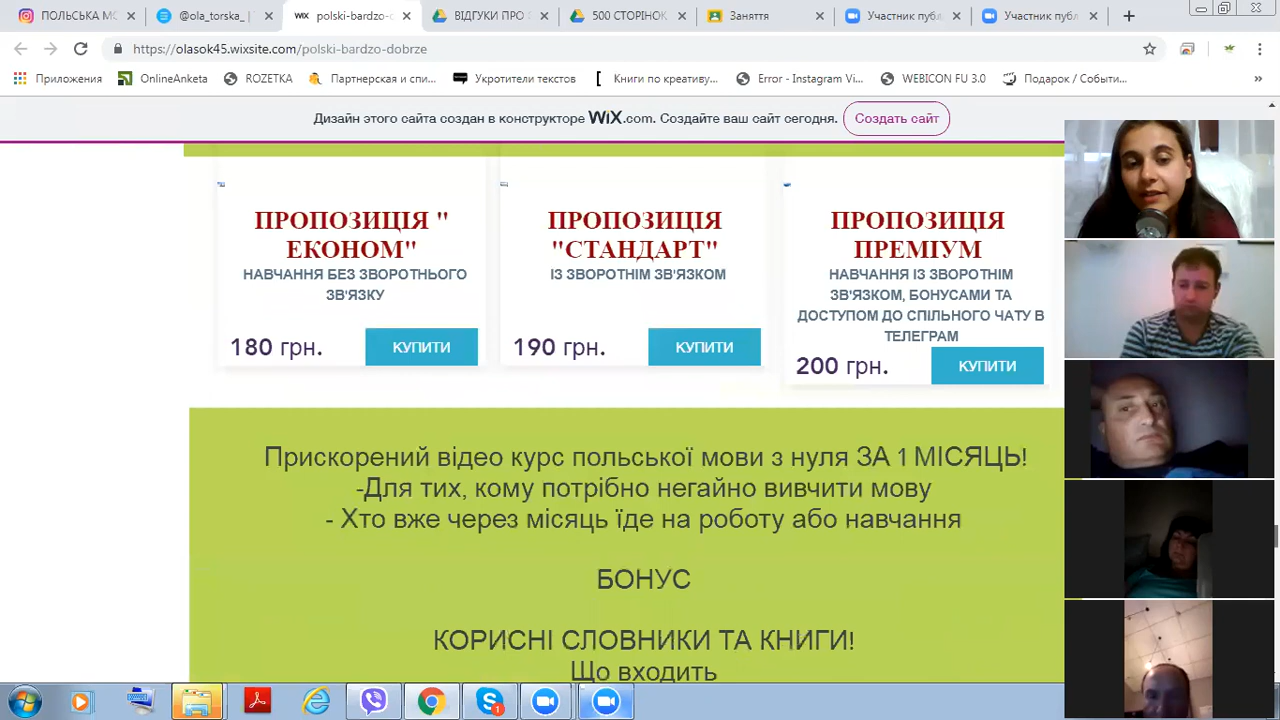 ПОЛЬСЬКА МО
@ola_torska_
WiX polski-bardzo-d
ВІДГУКИ ПРО
500 СТОРІНОК
Заняття
Участник публ
Участник публ
https://olasok45.wixsite.com/polski-bardzo-dobrze
Приложения
OnlineAnketa
ROZETKA
Партнерская и спи...
Укротители текстов
Книги по креативу...
Error - Instagram Vi...
WEBICON FU 3.0
Подарок / Событи...
»
Дизайн этого сайта создан в конструкторе WiX.com. Создайте ваш сайт сегодня.
Создать сайт
ПРОПОЗИЦІЯ "
ЕКОНОМ"
НАВЧАННЯ БЕЗ ЗВОРОТНЬОГО
ЗВ'ЯЗКУ
180 грн.
КУПИТИ
ПРОПОЗИЦІЯ
"СТАНДАРТ"
ІЗ ЗВОРОТНІМ ЗВ'ЯЗКОМ
190 грн.
КУПИТИ
ПРОПОЗИЦІЯ
ПРЕМІУМ
НАВЧАННЯ ІЗ ЗВОРОТНІМ
ЗВ'ЯЗКОМ, БОНУСАМИ ТА
ДОСТУПОМ ДО СПІЛЬНОГО ЧАТУ В
ТЕЛЕГРАМ
200 грн.
КУПИТИ
Прискорений відео курс польської мови з нуля ЗА 1 МІСЯЦЬ!
-Для тих, кому потрібно негайно вивчити мову
- Хто вже через місяць їде на роботу або навчання
БОНУС
КОРИСНІ СЛОВНИКИ ТА КНИГИ!
Що входить
1